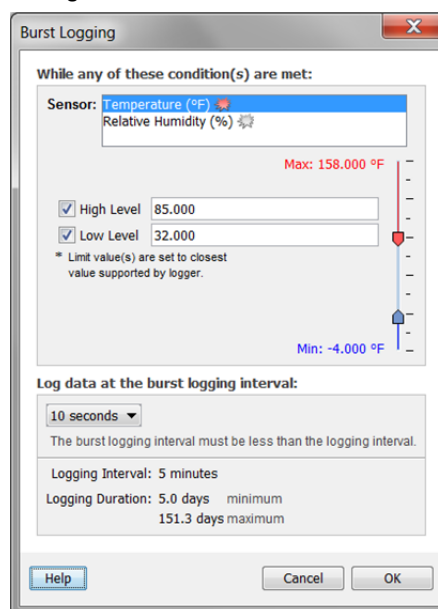 Burst Logging
While any of these condition(s) are met:
Sensor: Temperature (°F)
Relative Humidity (%)
Max: 158.000 °F
High Level 85.000
Low Level 32.000
* Limit value(s) are set to closest
value supported by logger.
Min: -4.000 °F
Log data at the burst logging interval:
10 seconds
The burst logging interval must be less than the logging interval.
Logging Interval: 5 minutes
Logging Duration: 5.0 days minimum
151.3 days maximum
Help Cancel OK